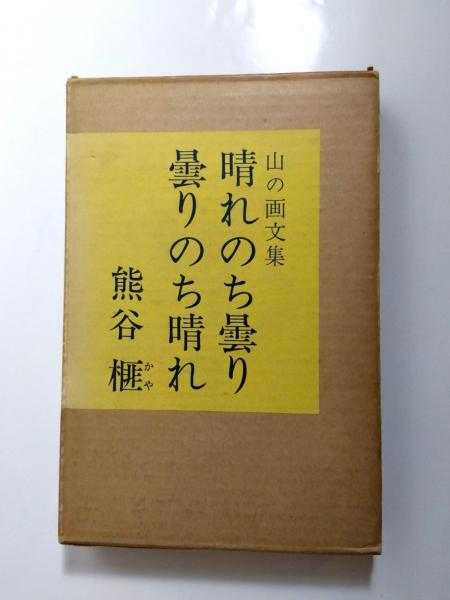 山の画文集
晴れのち曇り
曇りのち晴れ
熊谷 榧
かや